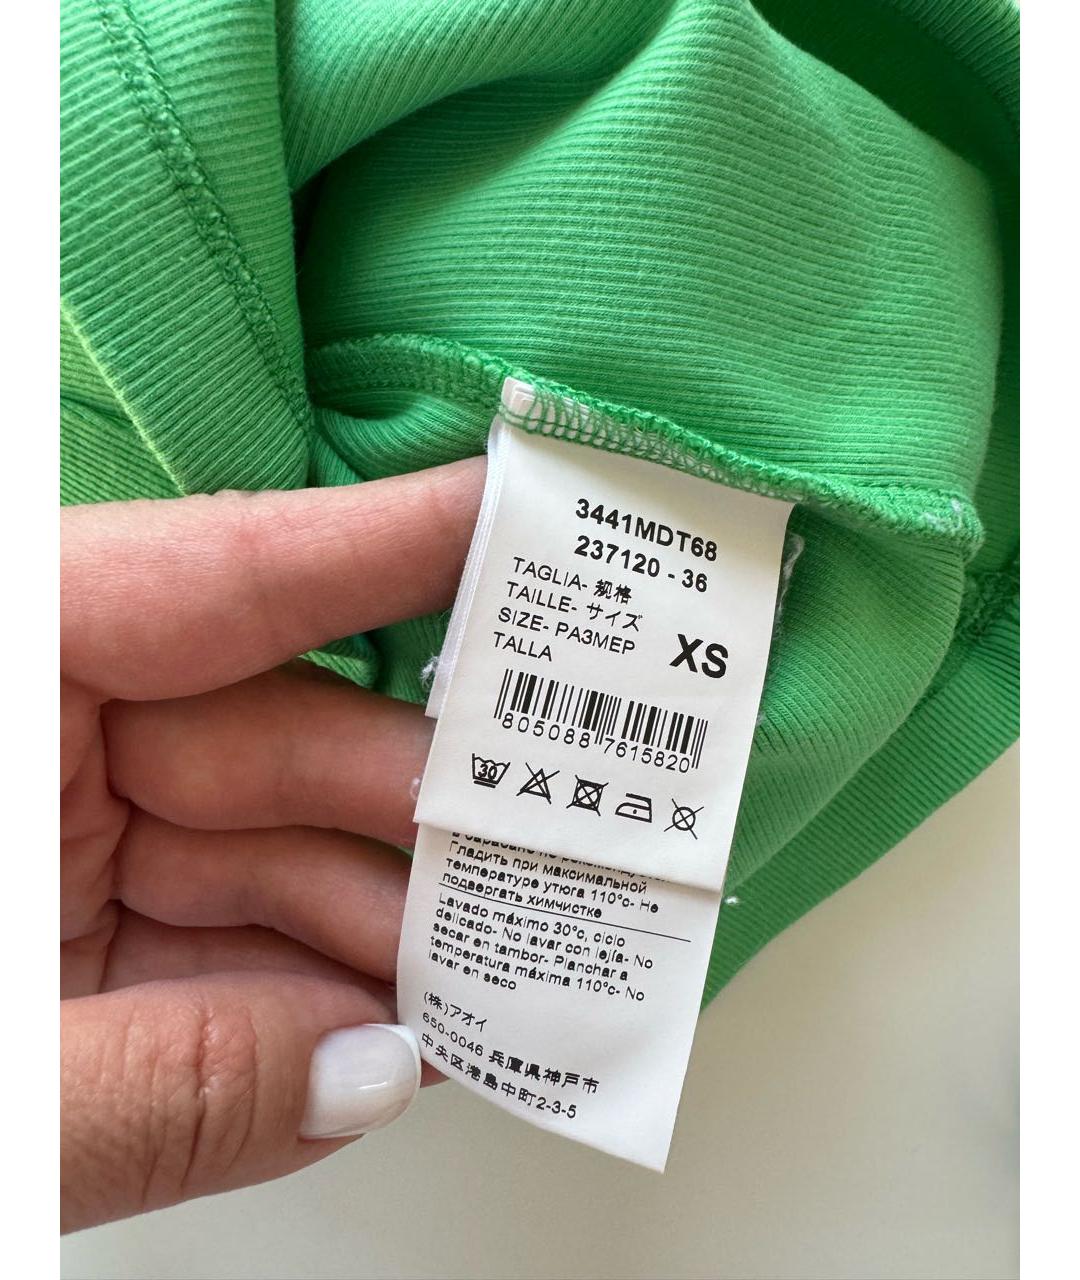 3441MDT68
237120 - 36
TAGLIA- 规格
TAILLE- サイズ
SIZE- РАЗМЕР
TALLA
XS
805088 7615820
30
Гладить при максимальной
температуре утюга 110°c- Не
подвергать химчистке
Lavado máximo 30°c, ciclo
delicado- No lavar con lejía- No
secar en tambor- Planchar a
temperatura máxima 110°c- No
lavar en seco
(株)アオイ
650-0046 兵庫県神戸市
中央区港島中町2-3-5